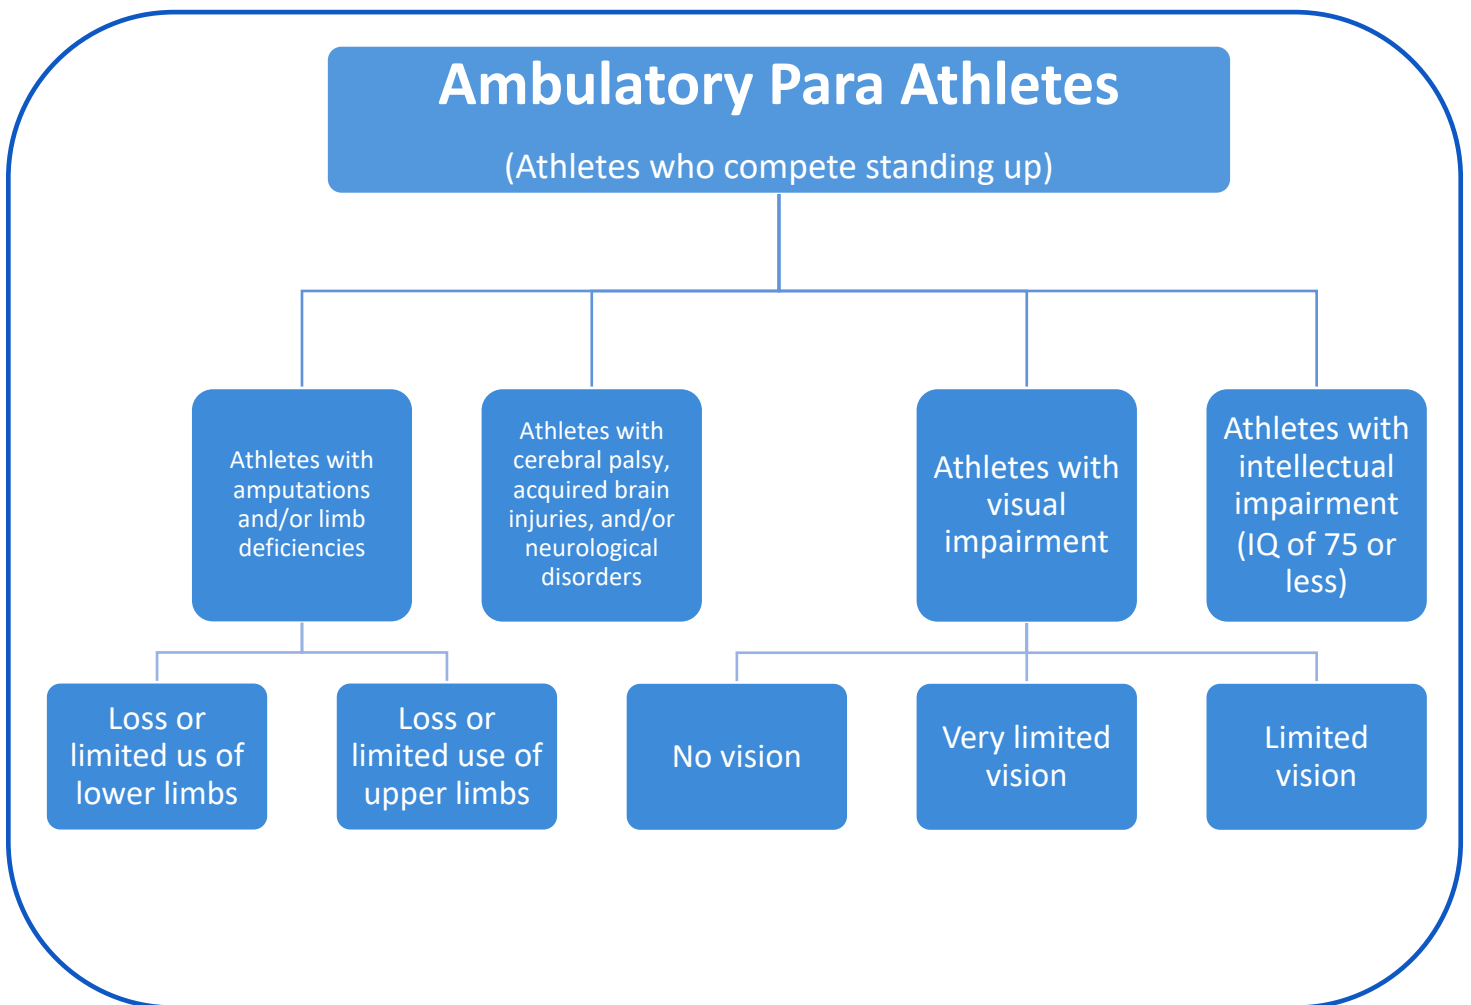 Ambulatory Para Athletes
(Athletes who compete standing up)
Athletes with
amputations
and/or limb
deficiencies
Athletes with
cerebral palsy,
acquired brain
injuries, and/or
neurological
disorders
Athletes with
visual
impairment
Athletes with
intellectual
impairment
(IQ of 75 or
less)
Loss or
limited us of
lower limbs
Loss or
limited use of
upper limbs
No vision
Very limited
vision
Limited
vision